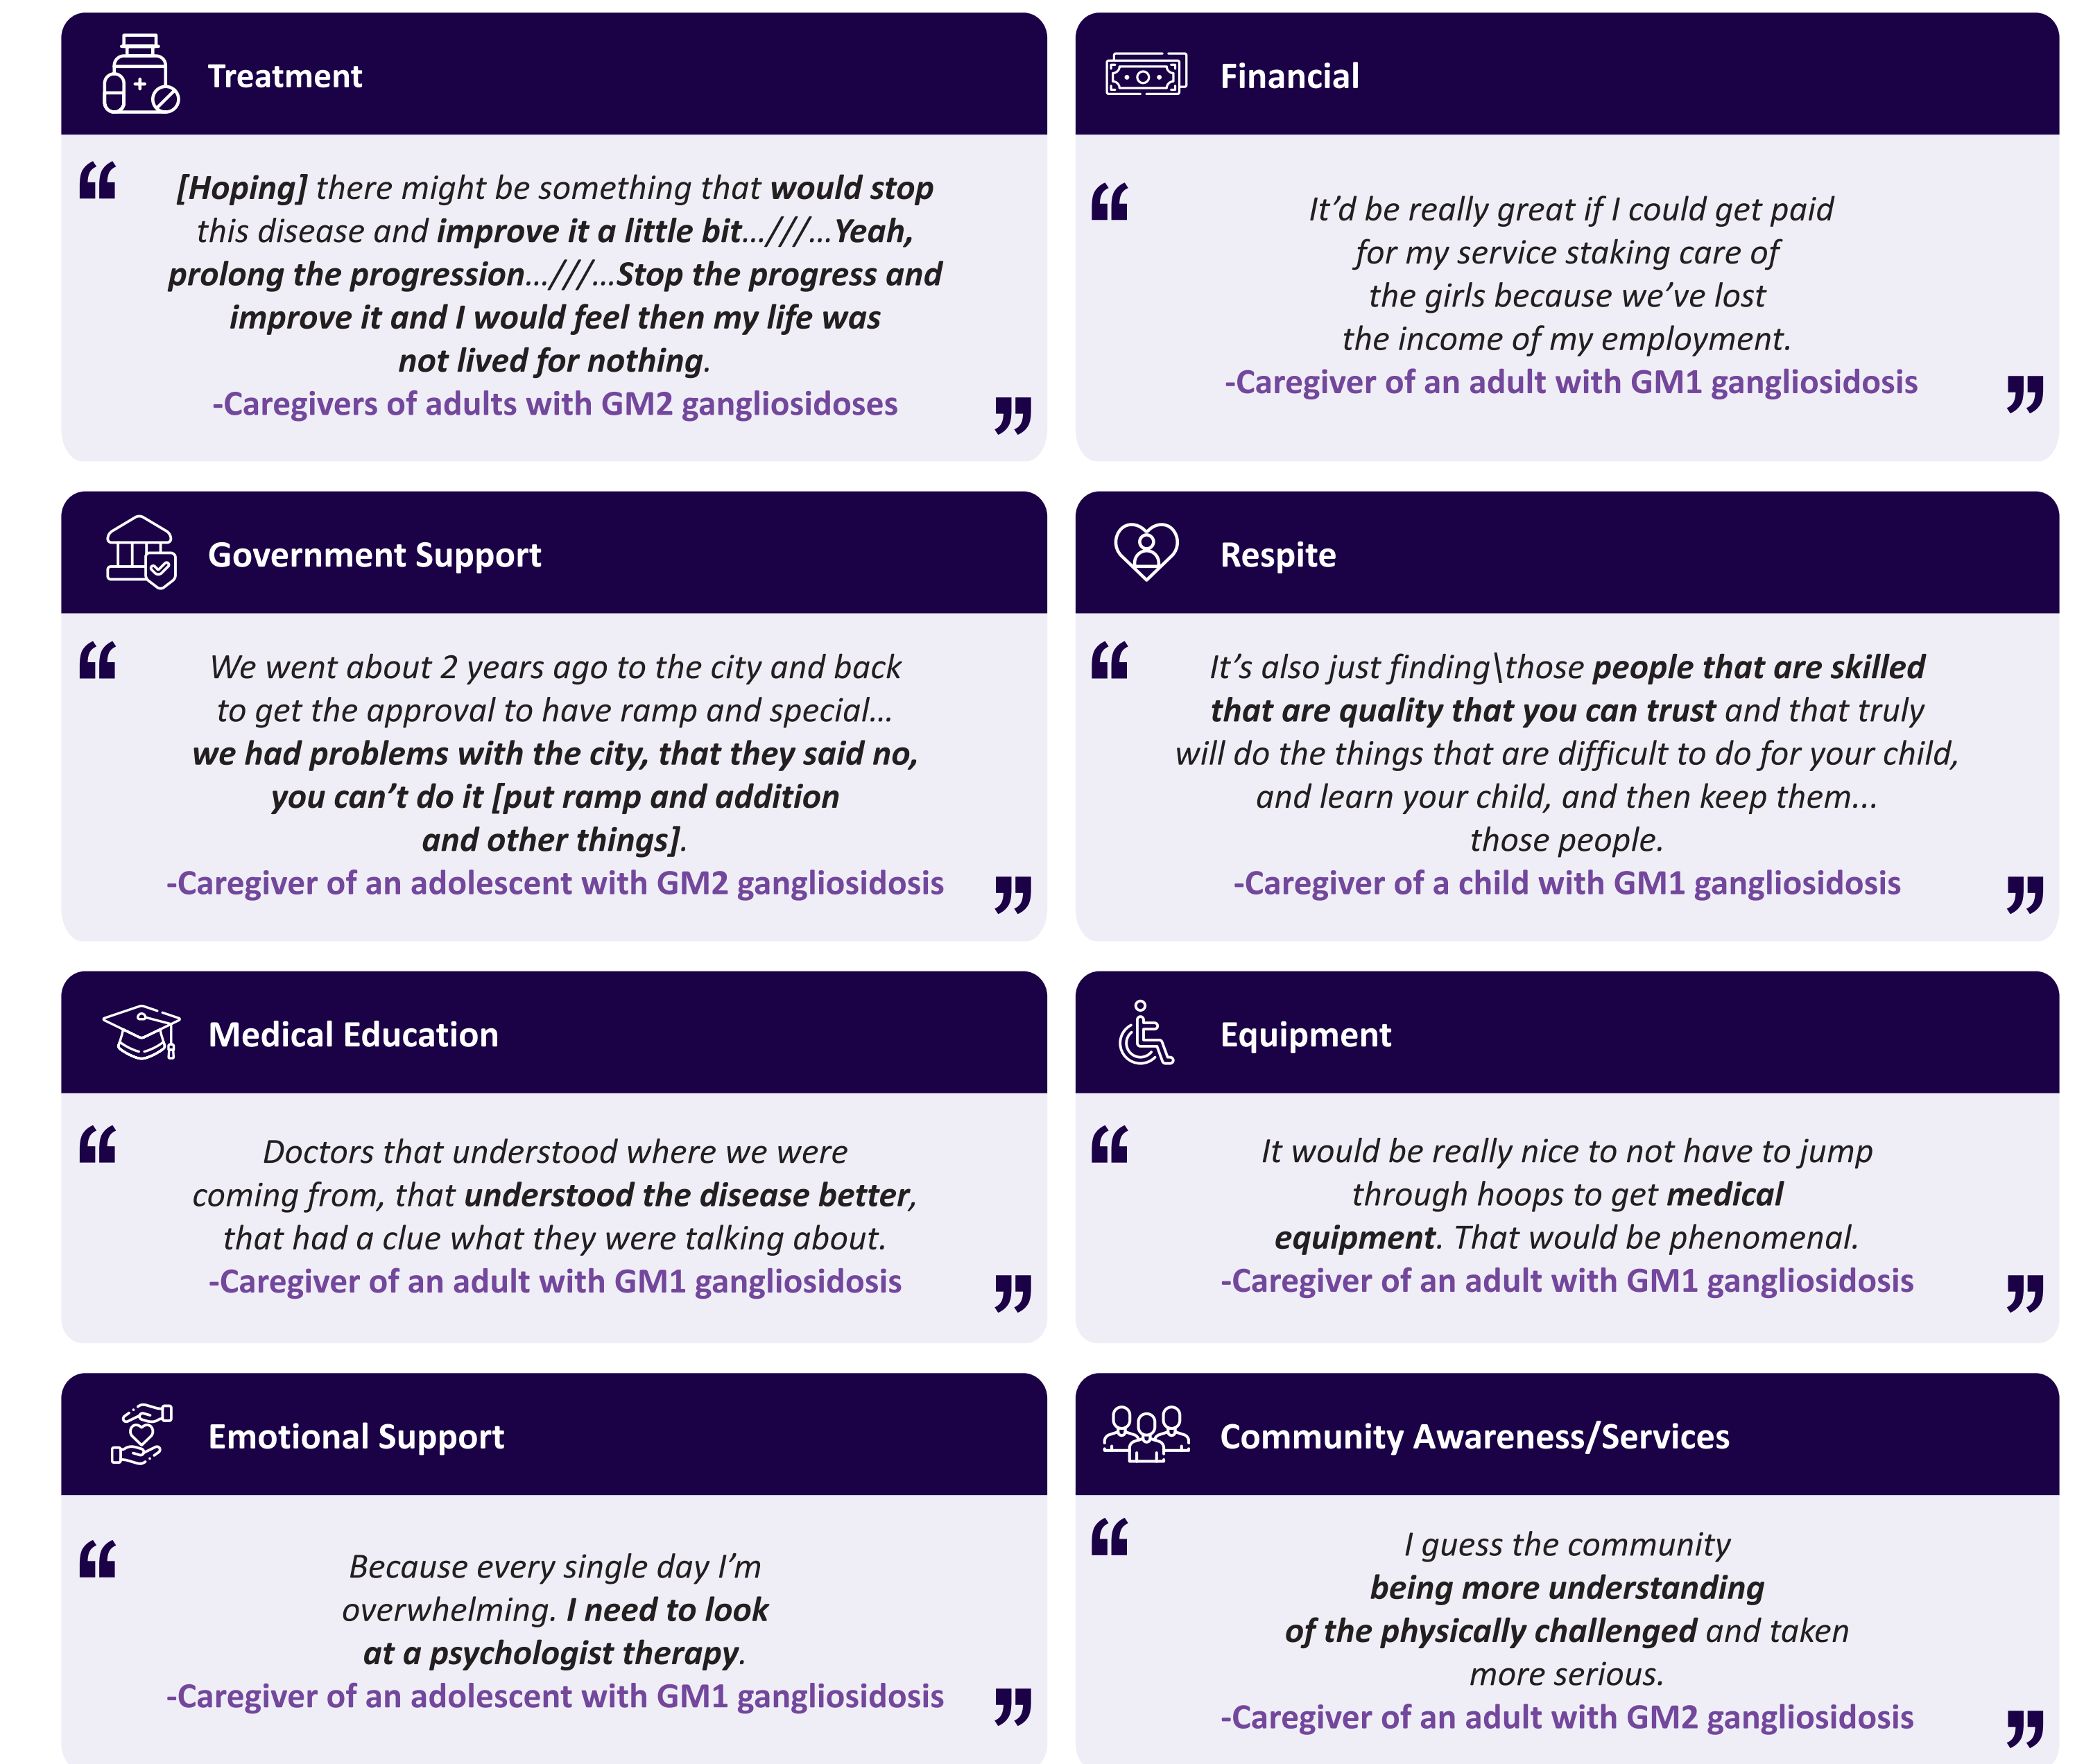 Treatment
[Hoping] there might be something that would stop
this disease and improve it a little bit...///...Yeah,
prolong the progression...///...Stop the progress and
improve it and I would feel then my life was
not lived for nothing.
-Caregivers of adults with GM2 gangliosidoses
Financial
It’d be really great if I could get paid
for my service staking care of
the girls because we’ve lost
the income of my employment.
-Caregiver of an adult with GM1 gangliosidosis
Government Support
We went about 2 years ago to the city and back
to get the approval to have ramp and special...
we had problems with the city, that they said no,
you can’t do it [put ramp and addition
and other things].
-Caregiver of an adolescent with GM2 gangliosidosis
Respite
It’s also just finding\those people that are skilled
that are quality that you can trust and that truly
will do the things that are difficult to do for your child,
and learn your child, and then keep them...
those people.
-Caregiver of a child with GM1 gangliosidosis
Medical Education
Doctors that understood where we were
coming from, that understood the disease better,
that had a clue what they were talking about.
-Caregiver of an adult with GM1 gangliosidosis
Equipment
It would be really nice to not have to jump
through hoops to get medical
equipment. That would be phenomenal.
-Caregiver of an adult with GM1 gangliosidosis
Emotional Support
Because every single day I’m
overwhelming. I need to look
at a psychologist therapy.
-Caregiver of an adolescent with GM1 gangliosidosis
Community Awareness/Services
I guess the community
being more understanding
of the physically challenged and taken
more serious.
-Caregiver of an adult with GM2 gangliosidosis